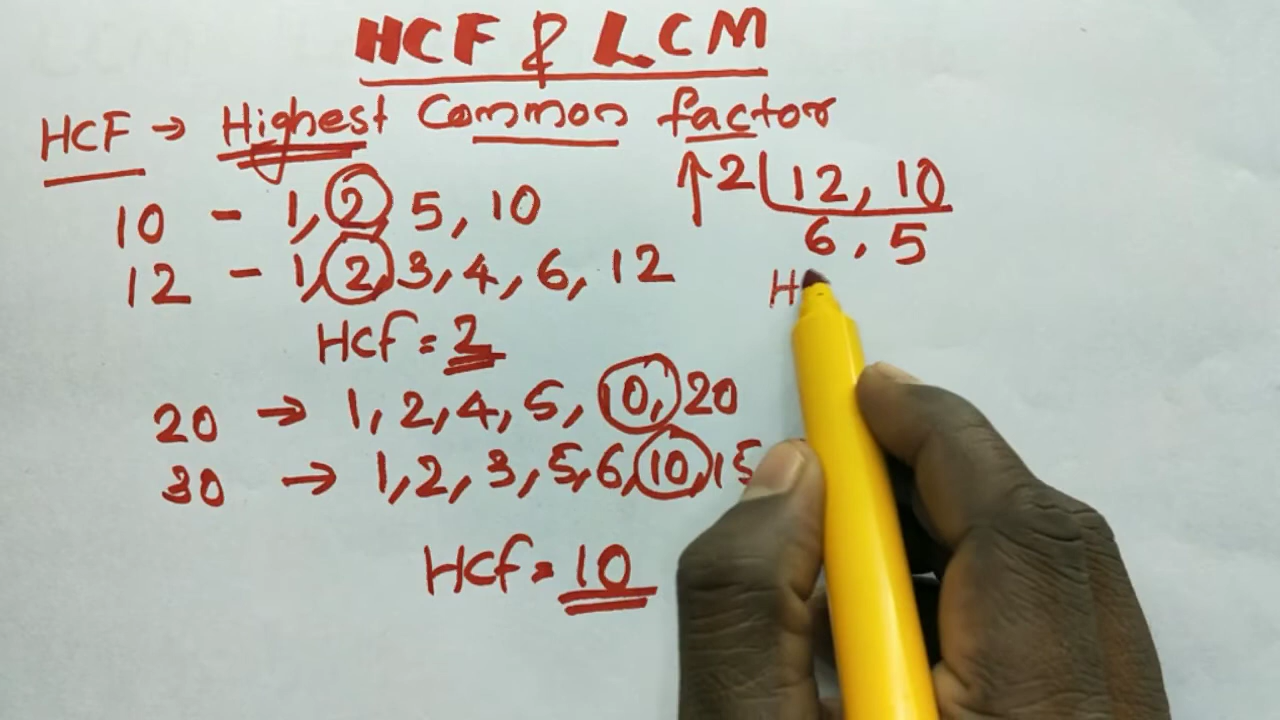 HCF & LCM
HCF → Highest Common factor
10 - 1, 2, 5, 10
12 - 1, 2, 3, 4, 6, 12
HCf = 2
2 12, 10
6, 5
H
20 → 1, 2, 4, 5, 10, 20
30 → 1, 2, 3, 5, 6, 10, 15
HCf = 10